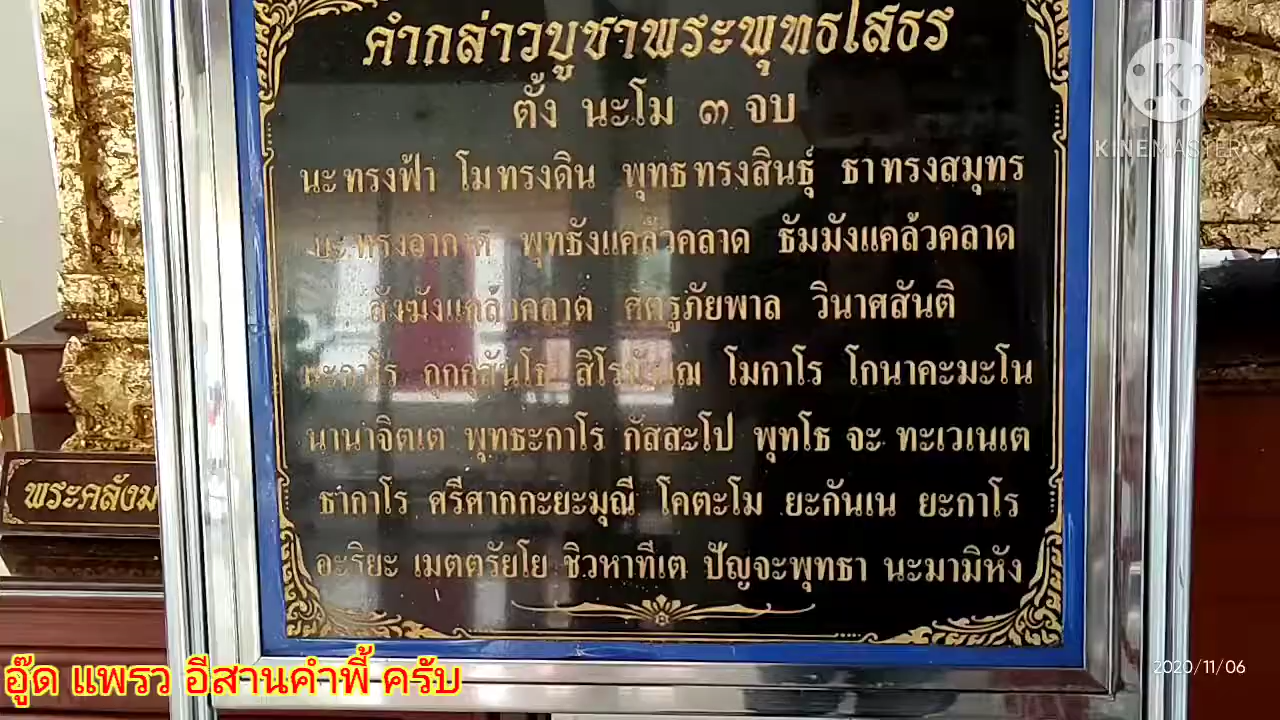 คำกล่าวบูชาพระพุทธโสธร
ตั้ง นะโม ๓ จบ
นะทรงฟ้า โมทรงดิน พุทธทรงสินธุ์ ธาทรงสมุทร
ทรงอากาศ พุทธังแคล้วคลาด ธัมมังแคล้วคลาด
สังฆังแคล้วคลาด ศัตรูภัยพาล วินาศสันติ
นะกาโร กุกกุสันโธ โมกาโร โกนาคะมะโน
นานาจิตเต พุทธะกาโร กัสสะโป พุทโธ จะ ทะเวเนเต
ธากาโร ศรีศากกะยะมุณี โคตะโม ยะกันเน ยะกาโร
อะริยะ เมตตรัยโย ชิวหาทีเต ปัญจะพุทธา นะมามิหัง
พระคลังม
KINEMASTER
อู๊ด แพรว อีสานคำพี้ ครับ
2020/11/06